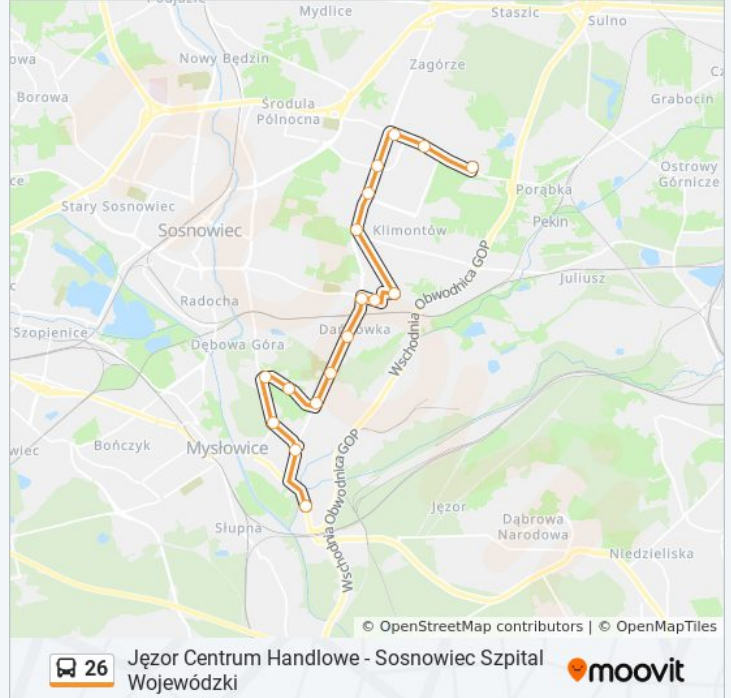 Mydlice
Staszic
Sulno
Nowy Będzin
Zagórze
Borowa
Środula
Północna
Grabocin
Ostrowy
Górnicze
Porąbka
Stary Sosnowiec
Pekin
Sosnowiec
Klimontów
Juliusz
Wschodnia Obwodnica GOP
Radocha
Szopienice
Dębowa Góra
Mysłowice
Bończyk
Wschodnia Obwodnica GOP
Jęzor
Słupna
Dąbrowa
Narodowa
Niedzieliska
© OpenStreetMap contributors | © OpenMapTiles
26
Jęzor Centrum Handlowe - Sosnowiec Szpital
Wojewódzki
moovit